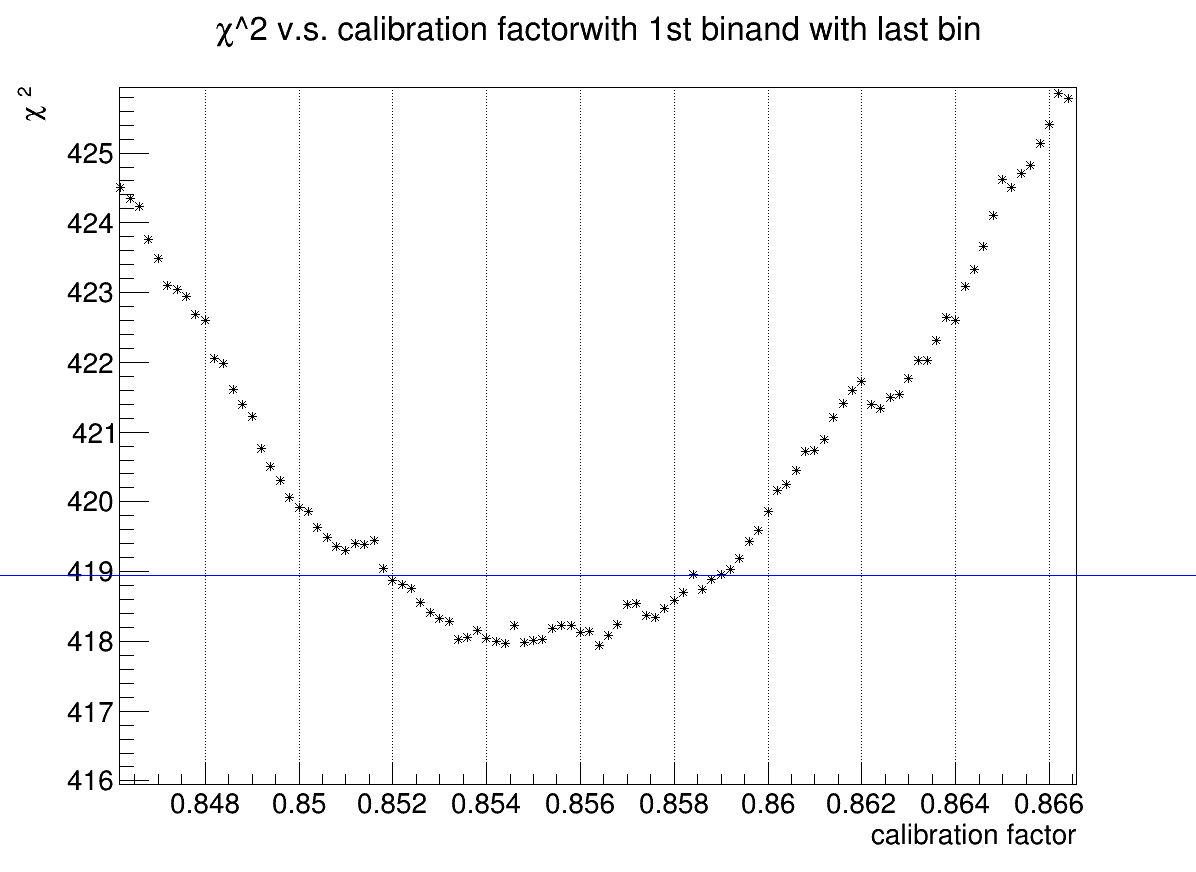 χ^2 v.s. calibration factorwith 1st binand with last bin
χ 2
425
424
423
422
421
420
419
418
417
416
0.848 0.85 0.852 0.854 0.856 0.858 0.86 0.862 0.864 0.866
calibration factor